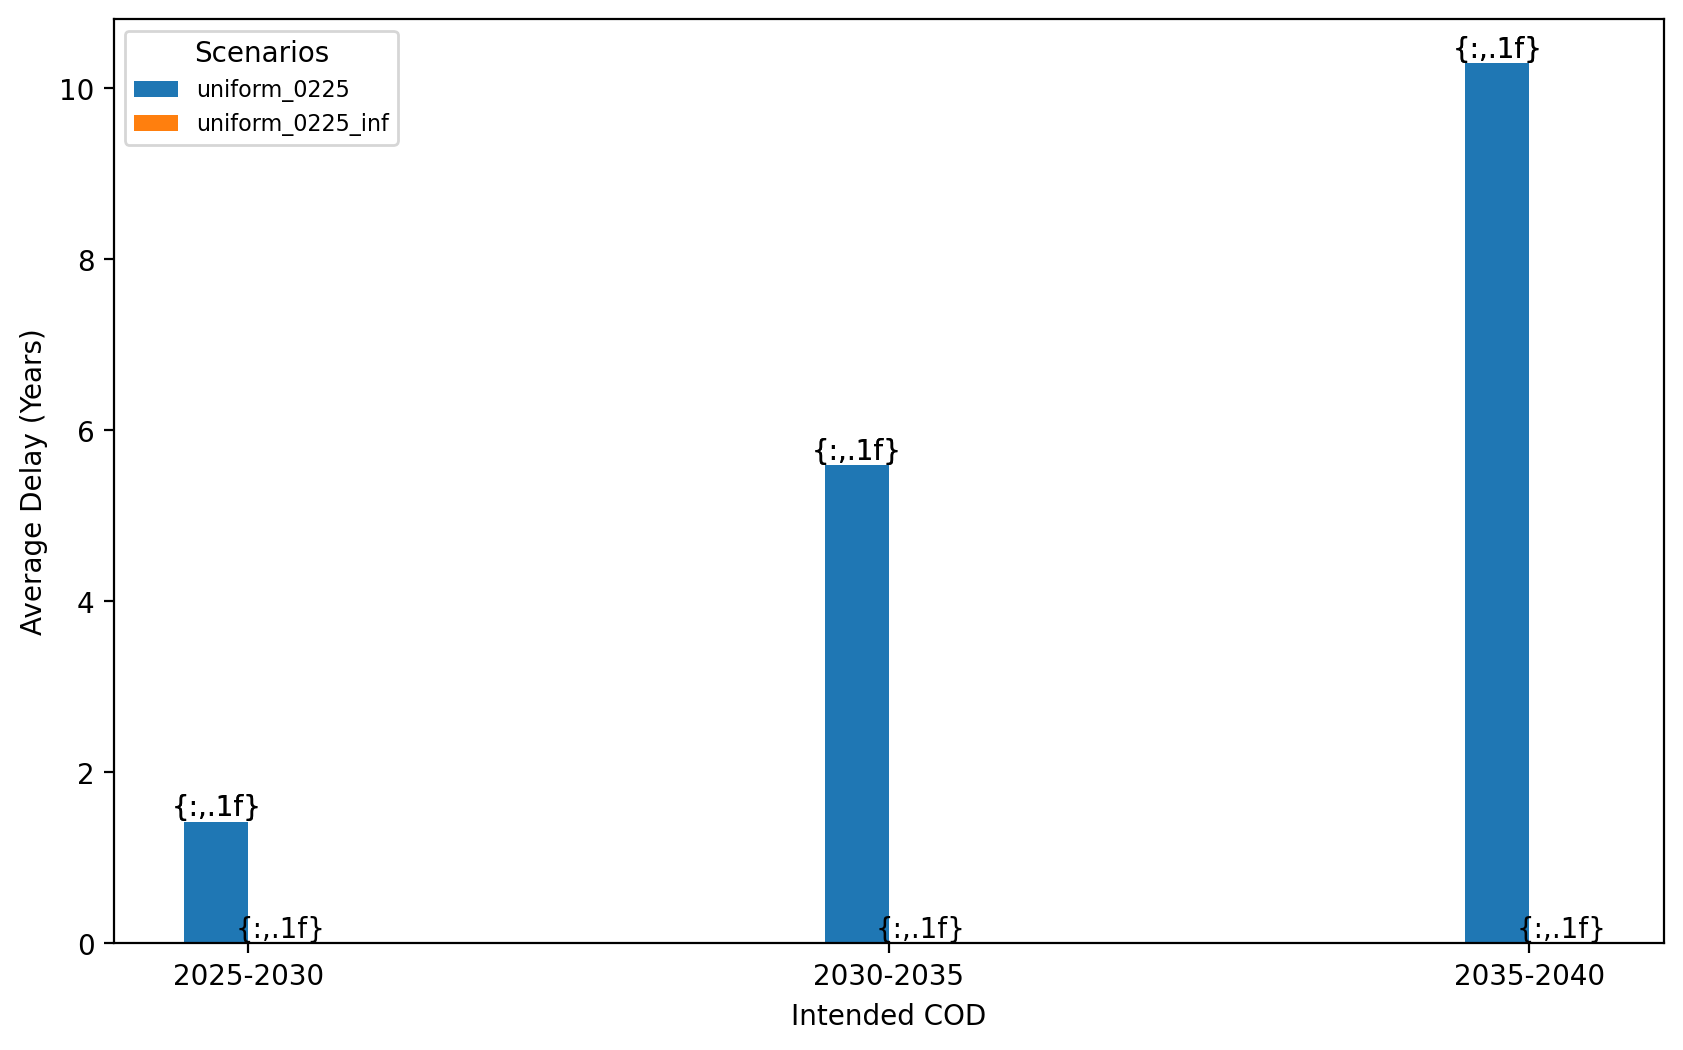 Scenarios
uniform_0225
uniform_0225_inf
{:,.1f}
10
8
6
{:,.1f}
4
2
{:,.1f}
0
{:,.1f}
{:,.1f}
{:,.1f}
2025-2030
2030-2035
2035-2040
Average Delay (Years)
Intended COD